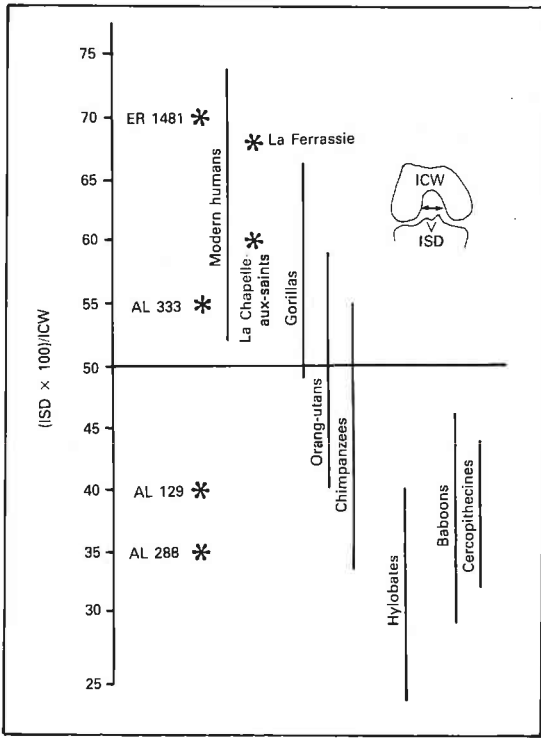 75
70
65
60
55
50
45
40
35
30
25
(ISD × 100)/ICW
ER 1481
AL 333
AL 129
AL 288
Modern humans
La Ferrassie
La Chapelle-
aux-saints
Gorillas
Orang-utans
Chimpanzees
Hylobates
Baboons
Cercopithecines
ICW
ISD